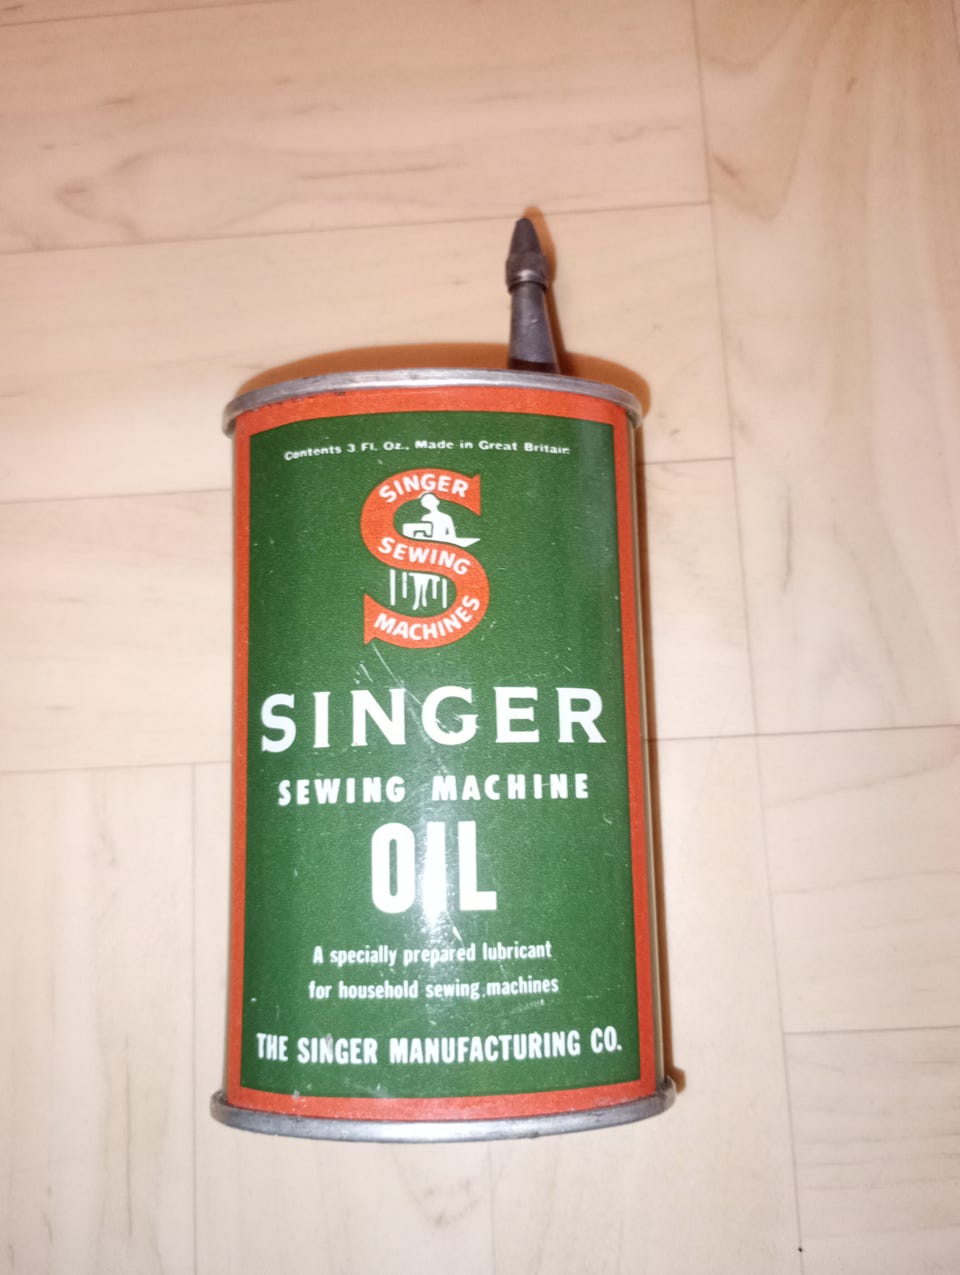 Contents 3 Fl. Oz., Made in Great Britain
SINGER
SEWING
MACHINES
SINGER
SEWING MACHINE
OIL
A specially prepared lubricant
for household sewing machines
THE SINGER MANUFACTURING CO.